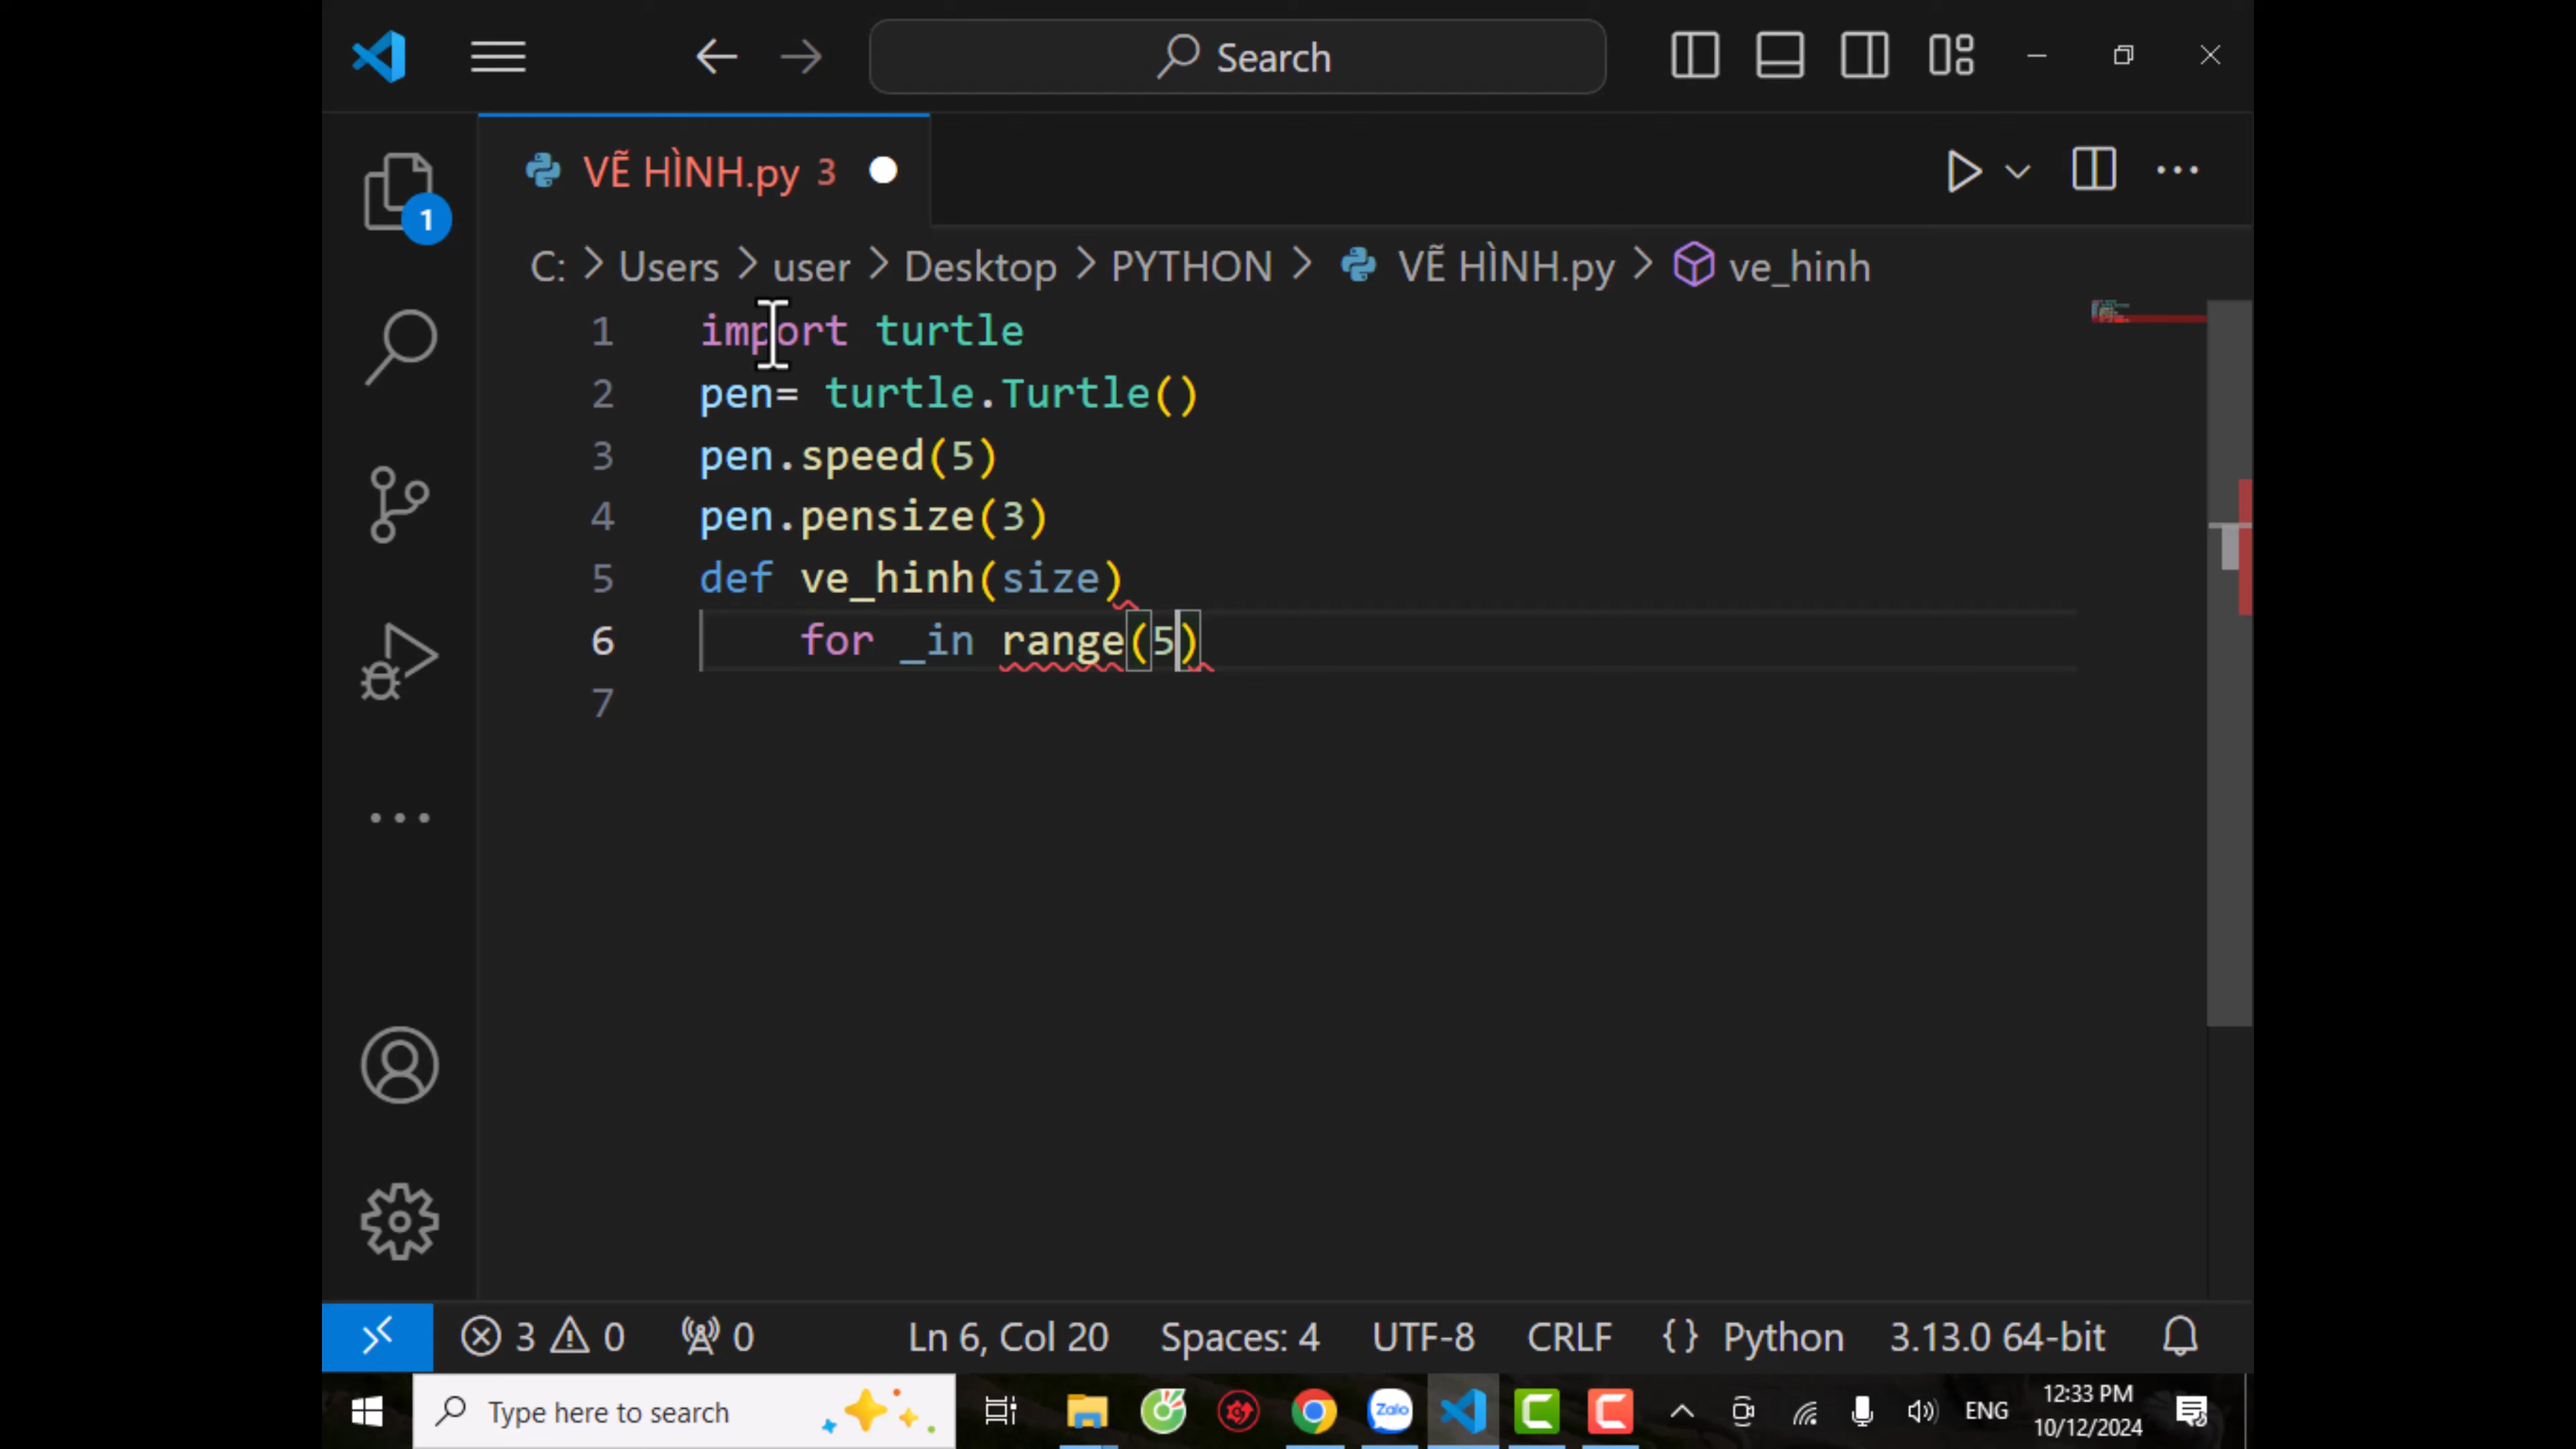 Search
VẼ HÌNH.py 3
1
C: > Users > user > Desktop > PYTHON > VẼ HÌNH.py > ve_hinh
1 import turtle
2 pen= turtle.Turtle()
3 pen.speed(5)
4 pen.pensize(3)
5 def ve_hinh(size)
6 for _in range(5)
7
3 0 0 Ln 6, Col 20 Spaces: 4 UTF-8 CRLF {} Python 3.13.0 64-bit
Type here to search
Zalo
ENG
12:33 PM
10/12/2024